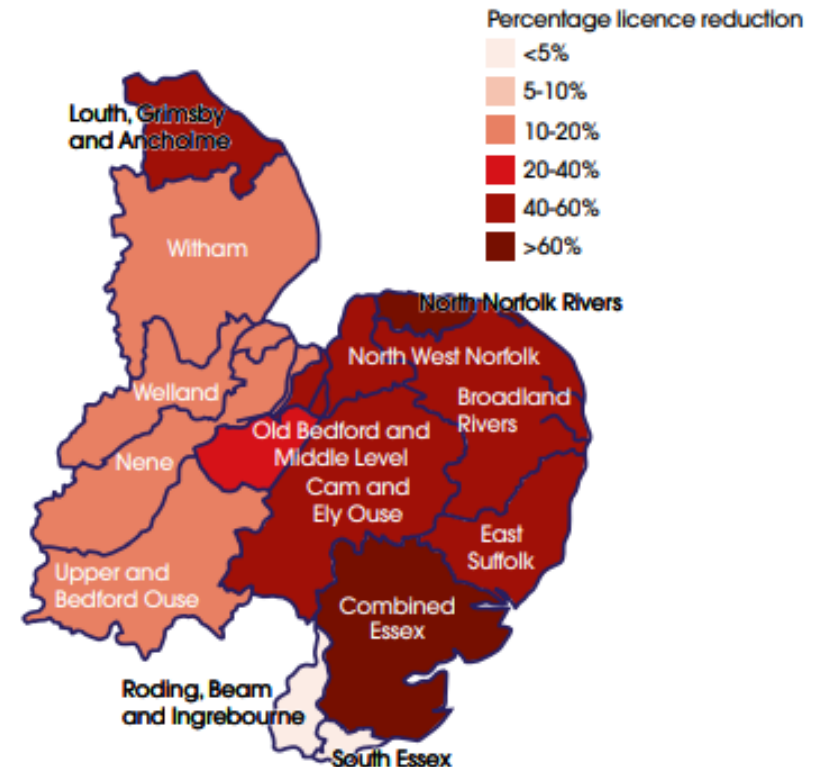 Percentage licence reduction
<5%
5-10%
10-20%
20-40%
40-60%
>60%
Louth, Grimsby
and Ancholme
Witham
North Norfolk Rivers
North West Norfolk
Welland
Broadland
Rivers
Old Bedford and
Middle Level
Nene
Cam and
Ely Ouse
East
Suffolk
Upper and
Bedford Ouse
Combined
Essex
Roding, Beam
and Ingrebourne
South Essex